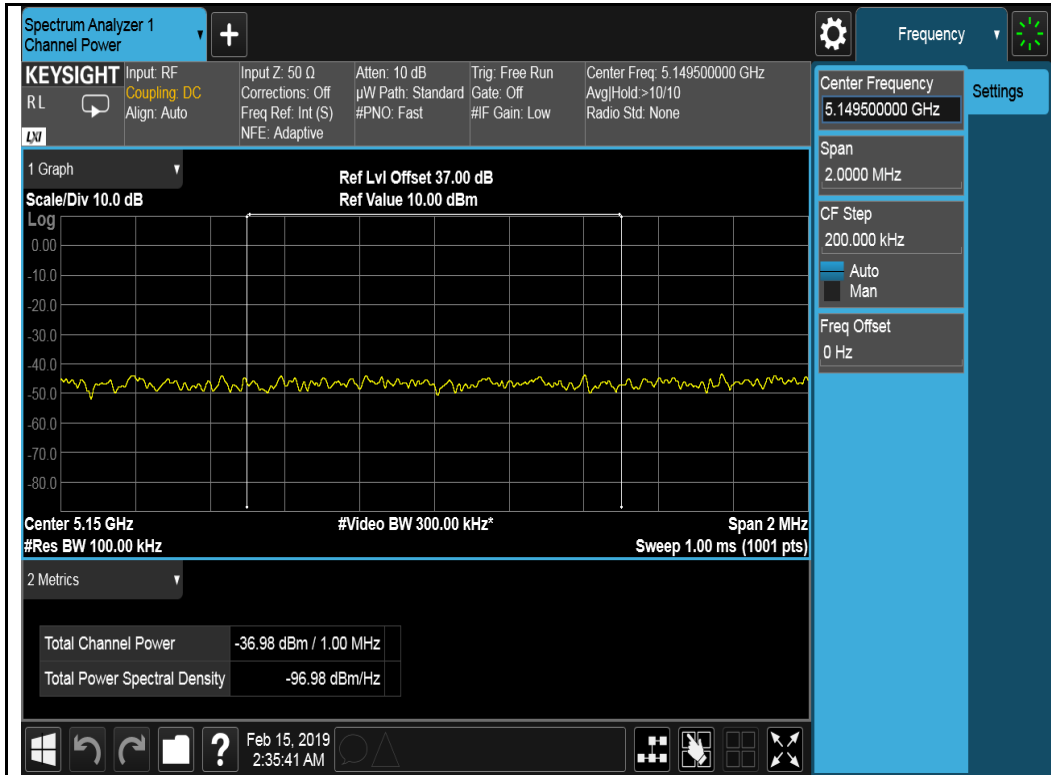 Spectrum Analyzer 1
Channel Power
+
Frequency
KEYSIGHT
R L
LXI
Input: RF
Coupling: DC
Align: Auto
Input Z: 50 Ω
Corrections: Off
Freq Ref: Int (S)
NFE: Adaptive
Atten: 10 dB
µW Path: Standard
#PNO: Fast
Trig: Free Run
Gate: Off
#IF Gain: Low
Center Freq: 5.149500000 GHz
Avg|Hold:>10/10
Radio Std: None
Center Frequency
5.149500000 GHz
Settings
Span
2.0000 MHz
CF Step
200.000 kHz
Auto
Man
Freq Offset
0 Hz
1 Graph
Scale/Div 10.0 dB
Ref Lvl Offset 37.00 dB
Ref Value 10.00 dBm
Log
0.00
-10.0
-20.0
-30.0
-40.0
-50.0
-60.0
-70.0
-80.0
Center 5.15 GHz
#Video BW 300.00 kHz*
Span 2 MHz
#Res BW 100.00 kHz
Sweep 1.00 ms (1001 pts)
2 Metrics
Total Channel Power -36.98 dBm / 1.00 MHz
Total Power Spectral Density -96.98 dBm/Hz
?
Feb 15, 2019
2:35:41 AM